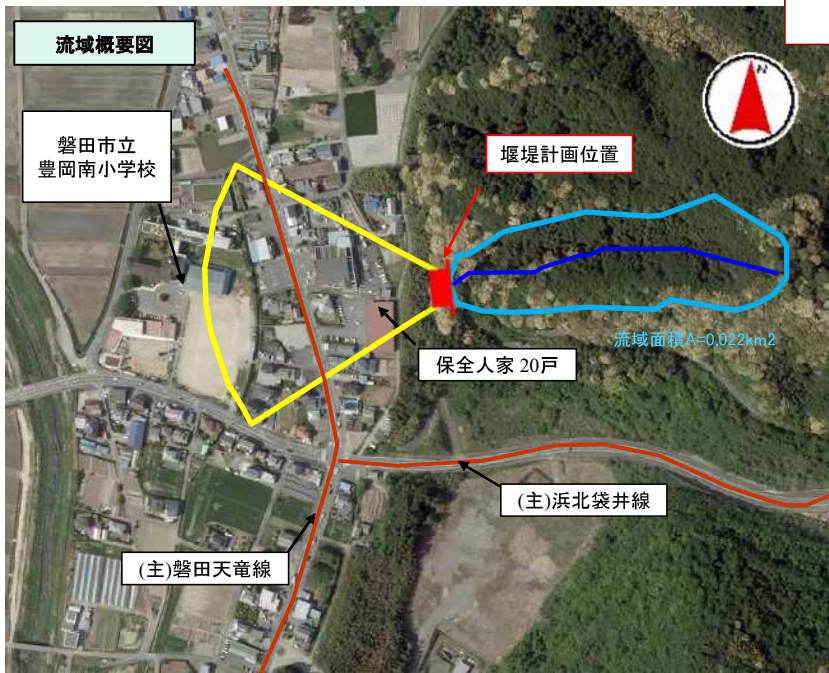 流域概要図
N
磐田市立
豊岡南小学校
堰堤計画位置
流域面積A=0.022km2
保全人家 20戸
(主)浜北袋井線
(主)磐田天竜線